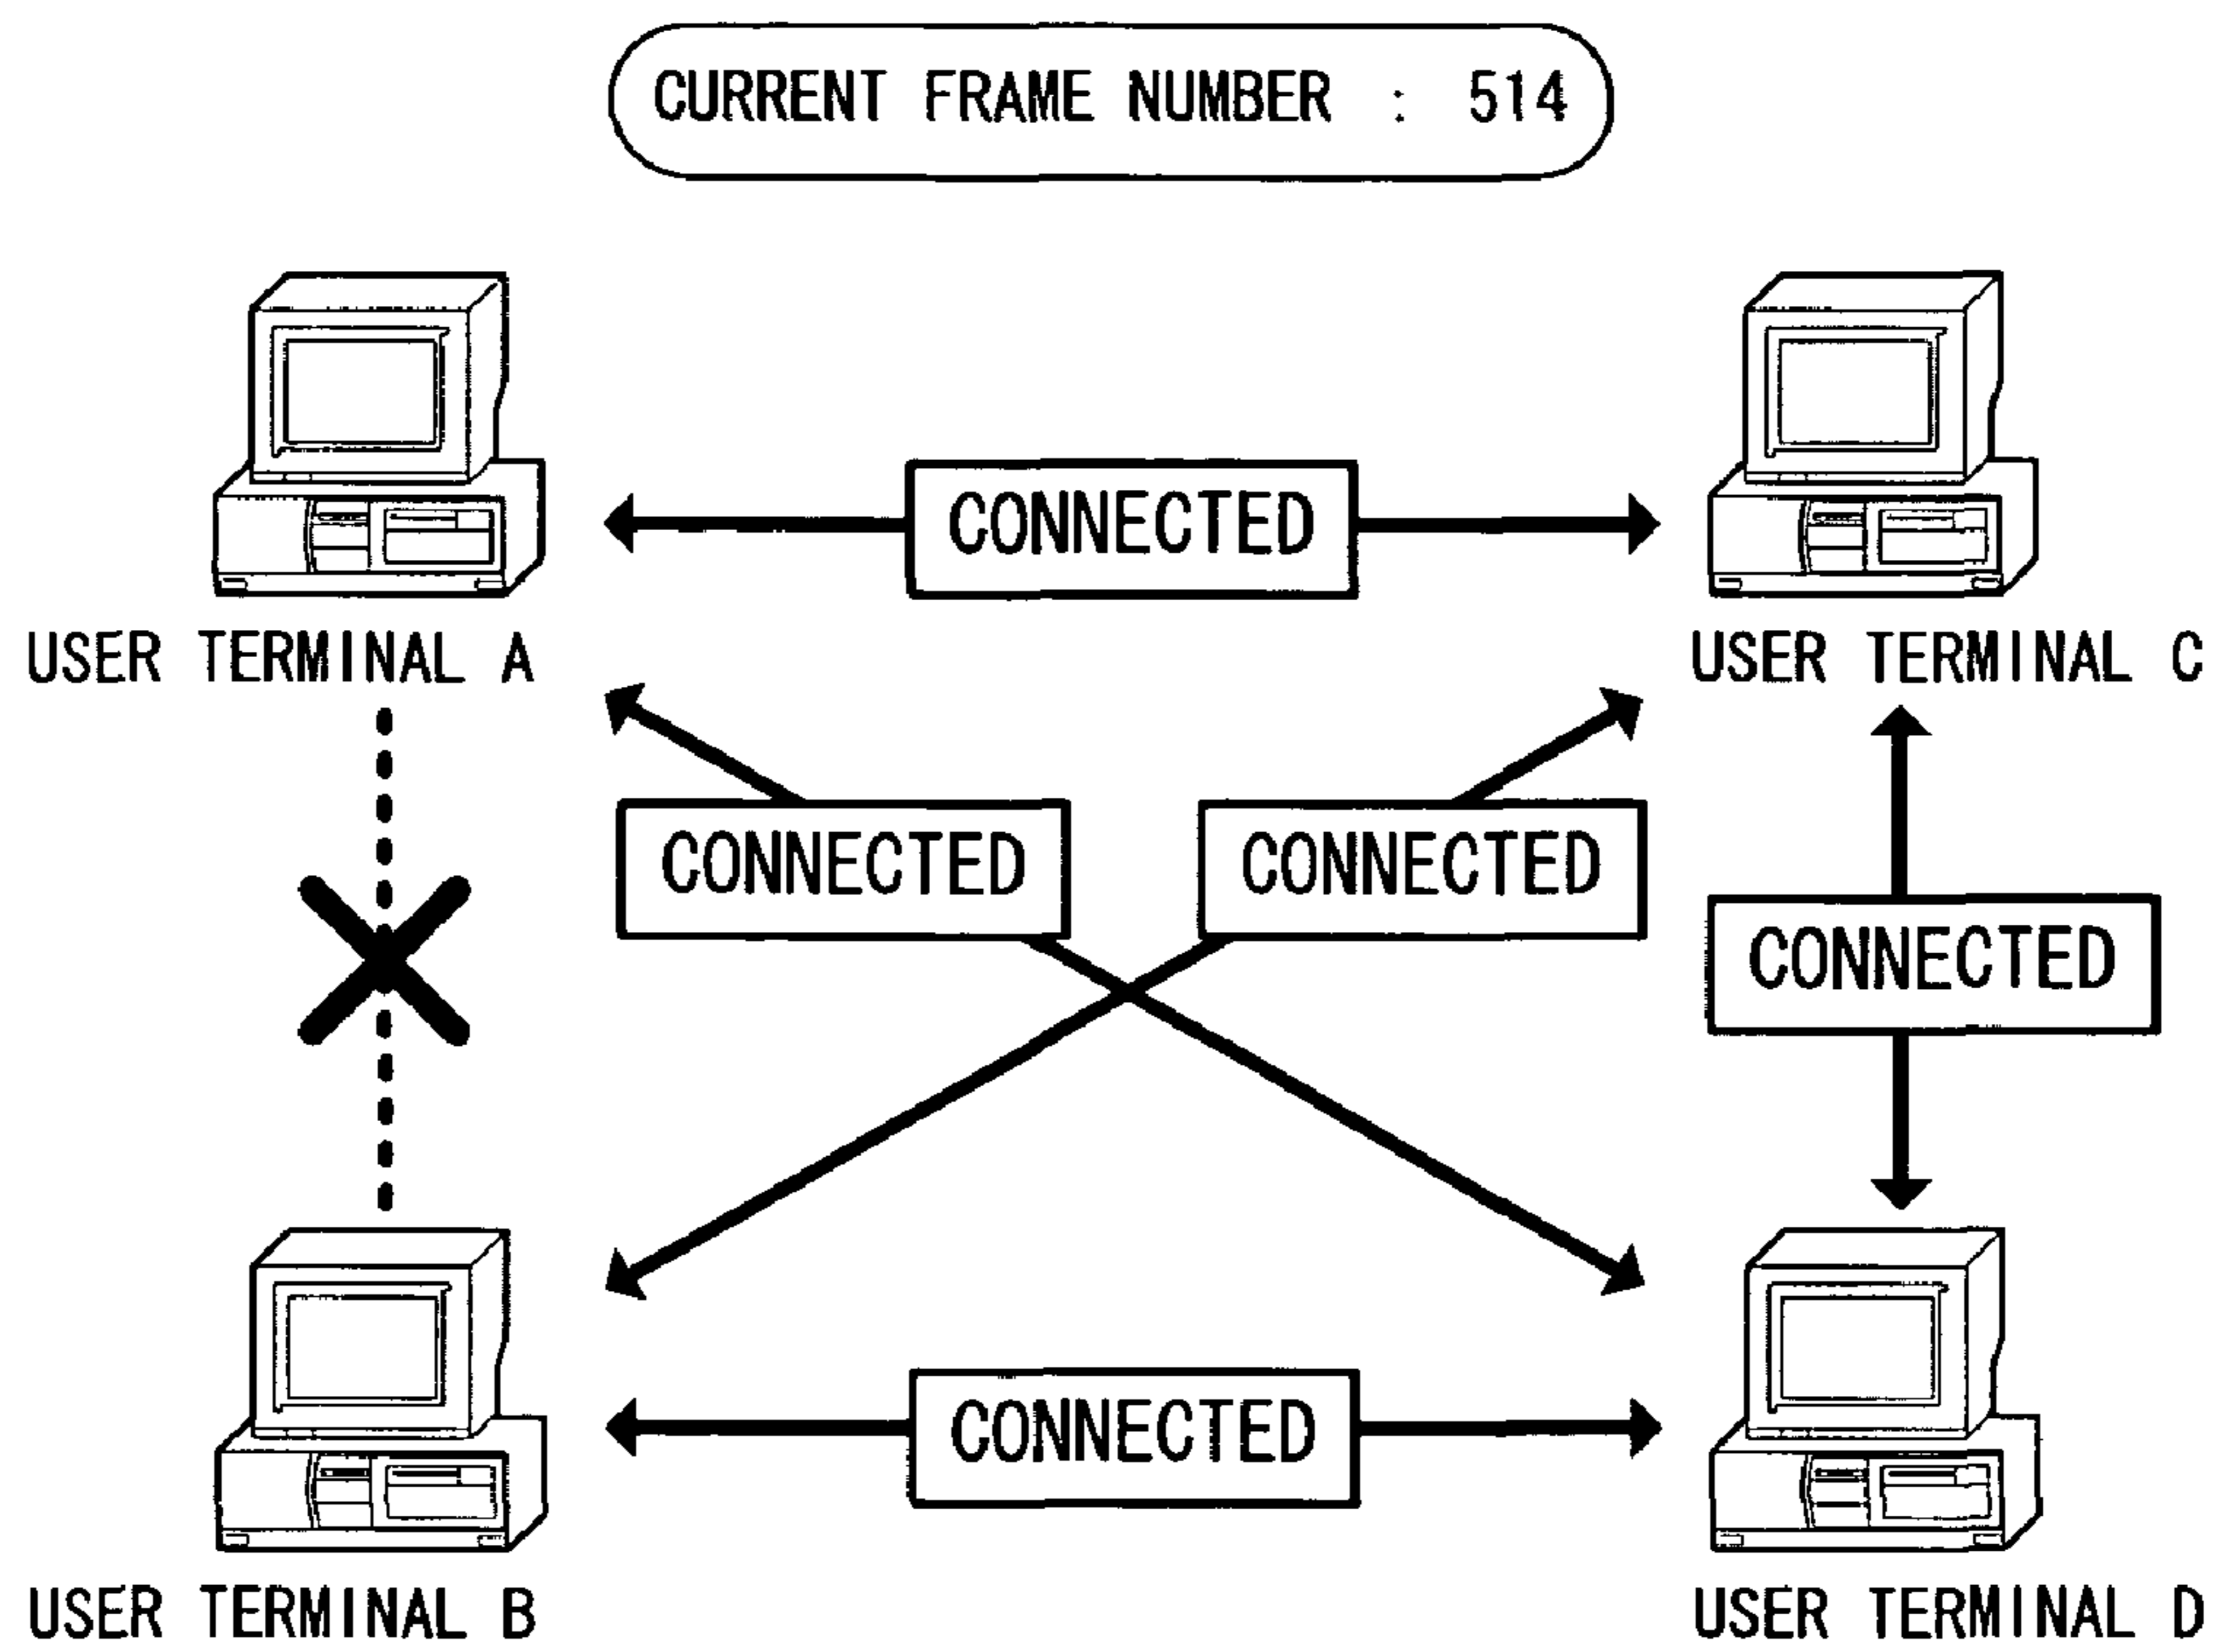 CURRENT FRAME NUMBER : 514
CONNECTED
USER TERMINAL A
USER TERMINAL C
CONNECTED
CONNECTED
CONNECTED
CONNECTED
USER TERMINAL B
USER TERMINAL D